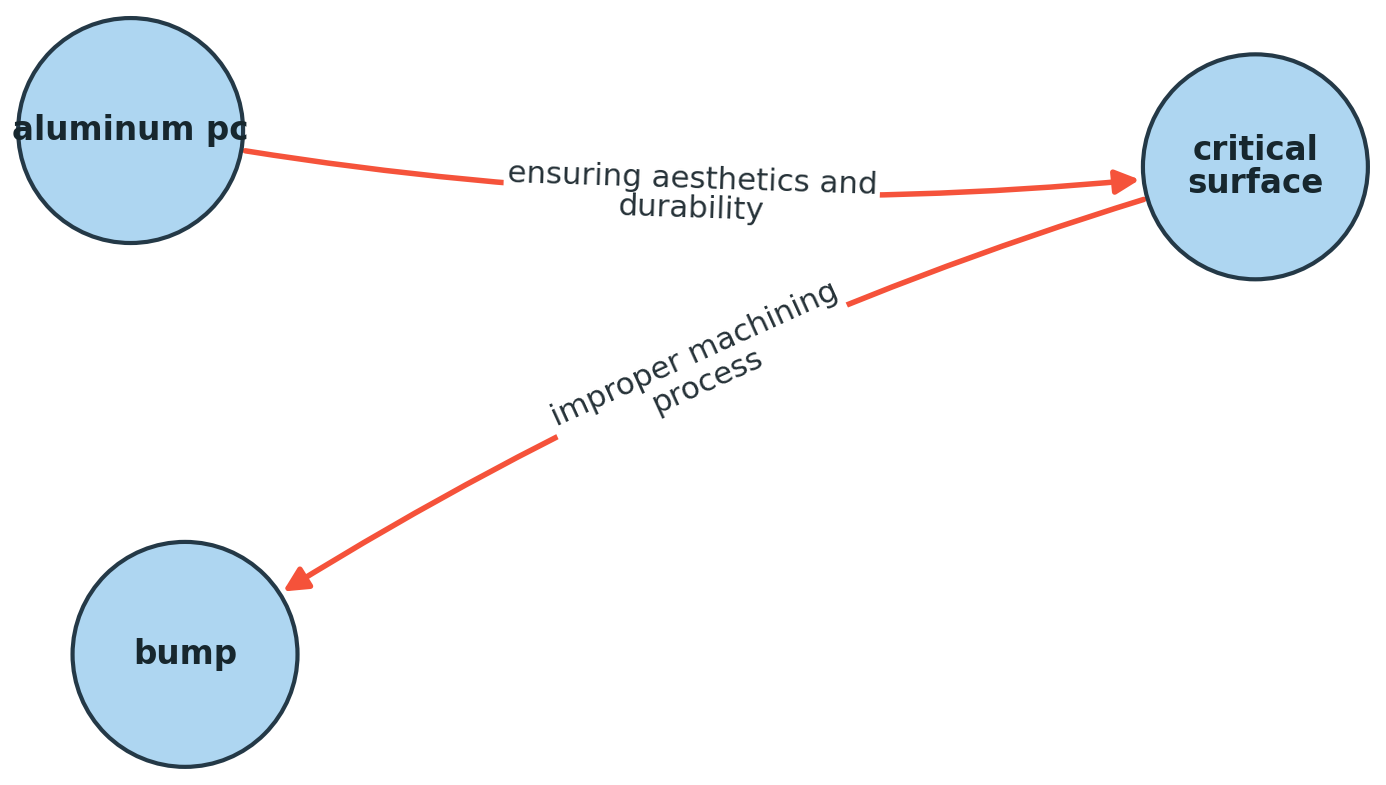 aluminum pc
critical
surface
ensuring aesthetics and
durability
improper machining
process
bump